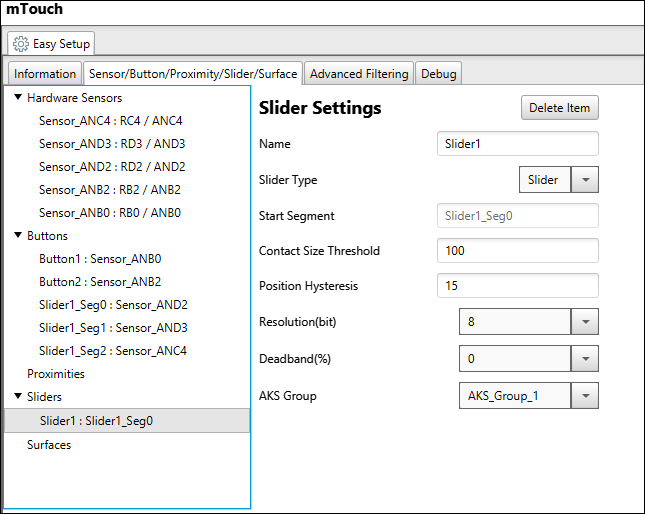 mTouch
Easy Setup
Information Sensor/Button/Proximity/Slider/Surface Advanced Filtering Debug
Hardware Sensors
Sensor_ANC4 : RC4 / ANC4
Sensor_AND3 : RD3 / AND3
Sensor_AND2 : RD2 / AND2
Sensor_ANB2 : RB2 / ANB2
Sensor_ANB0 : RB0 / ANB0
Buttons
Button1 : Sensor_ANB0
Button2 : Sensor_ANB2
Slider1_Seg0 : Sensor_AND2
Slider1_Seg1 : Sensor_AND3
Slider1_Seg2 : Sensor_ANC4
Proximities
Sliders
Slider1 : Slider1_Seg0
Surfaces
Slider Settings Delete Item
Name Slider1
Slider Type Slider
Start Segment Slider1_Seg0
Contact Size Threshold 100
Position Hysteresis 15
Resolution(bit) 8
Deadband(%) 0
AKS Group AKS_Group_1